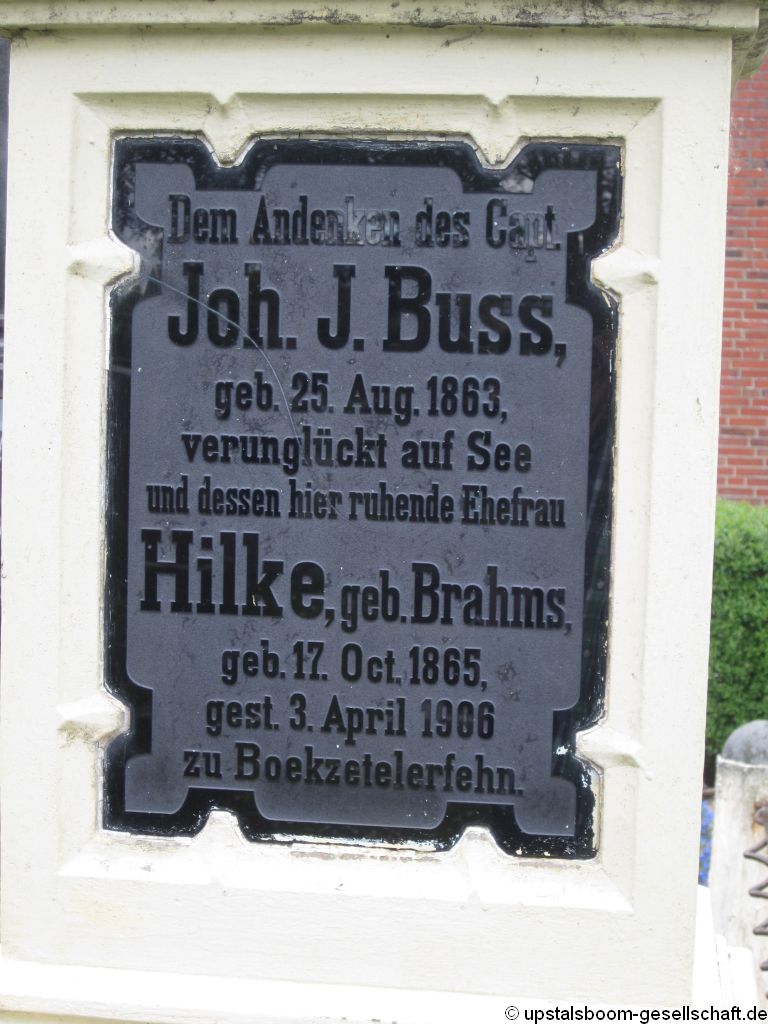 Dem Andenken des Capt.
Joh. J. Buss,
geb. 25. Aug. 1863,
verunglückt auf See
und dessen hier ruhende Ehefrau
Hilke, geb. Brahms,
geb. 17. Oct. 1865,
gest. 3. April 1906
zu Boekzetelerfehn.
© upstalsboom-gesellschaft.de